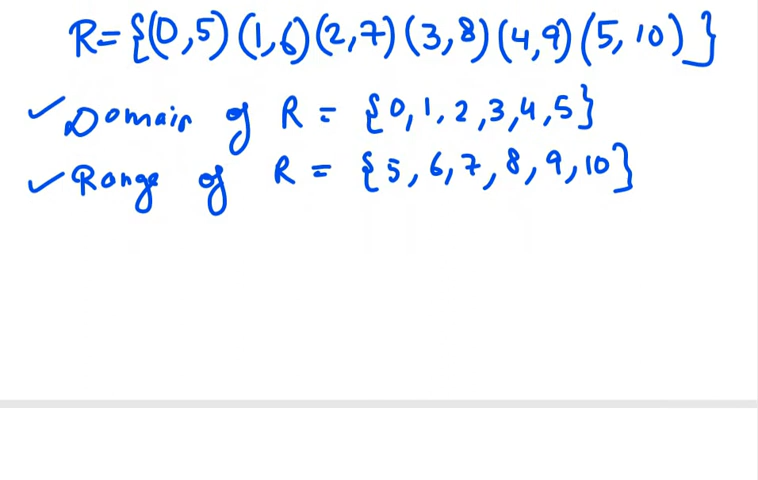 R={(0,5)(1,6)(2,7)(3,8)(4,9)(5,10)}
✓Domain of R = {0,1,2,3,4,5}
✓Range of R = {5,6,7,8,9,10}